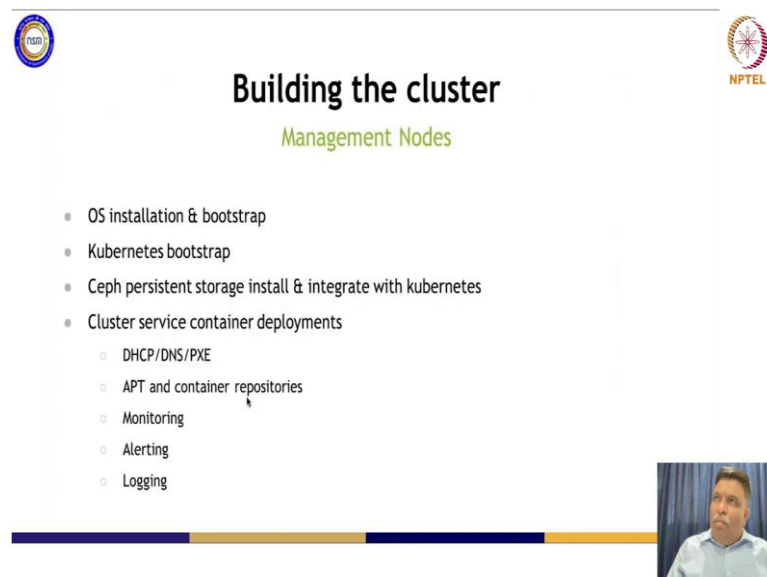 nsm
NPTEL
Building the cluster
Management Nodes
OS installation & bootstrap
Kubernetes bootstrap
Ceph persistent storage install & integrate with kubernetes
Cluster service container deployments
DHCP/DNS/PXE
APT and container repositories
Monitoring
Alerting
Logging